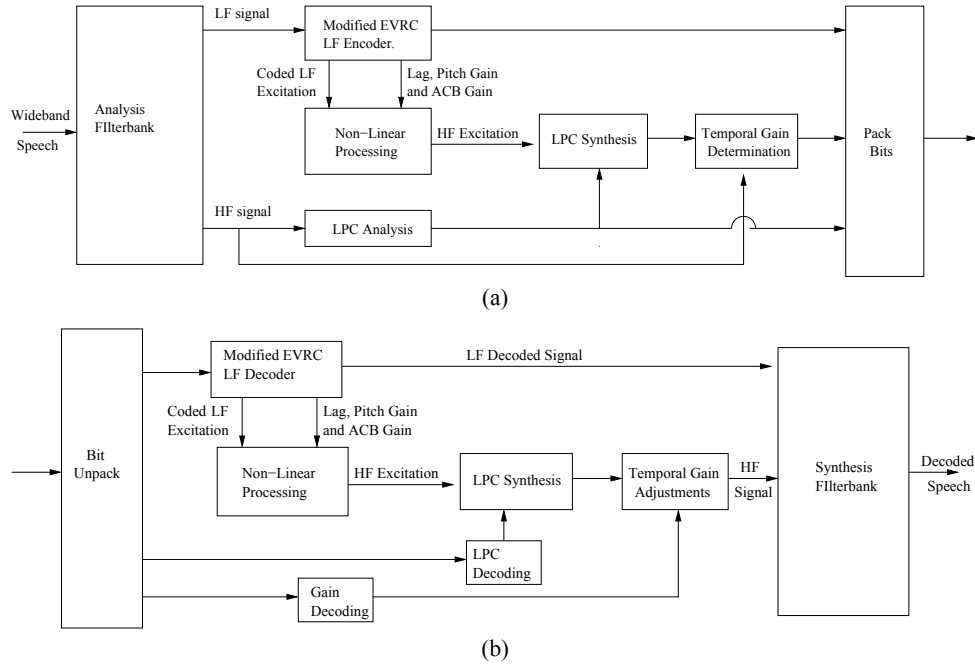 LF signal
Modified EVRC
LF Encoder.
Coded LF
Excitation
Lag, Pitch Gain
and ACB Gain
Wideband
Speech
Analysis
FIlterbank
Non−Linear
Processing
HF Excitation
LPC Synthesis
Temporal Gain
Determination
Pack
Bits
HF signal
LPC Analysis
(a)
Modified EVRC
LF Decoder
LF Decoded Signal
Coded LF
Excitation
Lag, Pitch Gain
and ACB Gain
Bit
Unpack
Non−Linear
Processing
HF Excitation
LPC Synthesis
Temporal Gain
Adjustments
HF
Signal
Synthesis
FIlterbank
Decoded
Speech
LPC
Decoding
Gain
Decoding
(b)